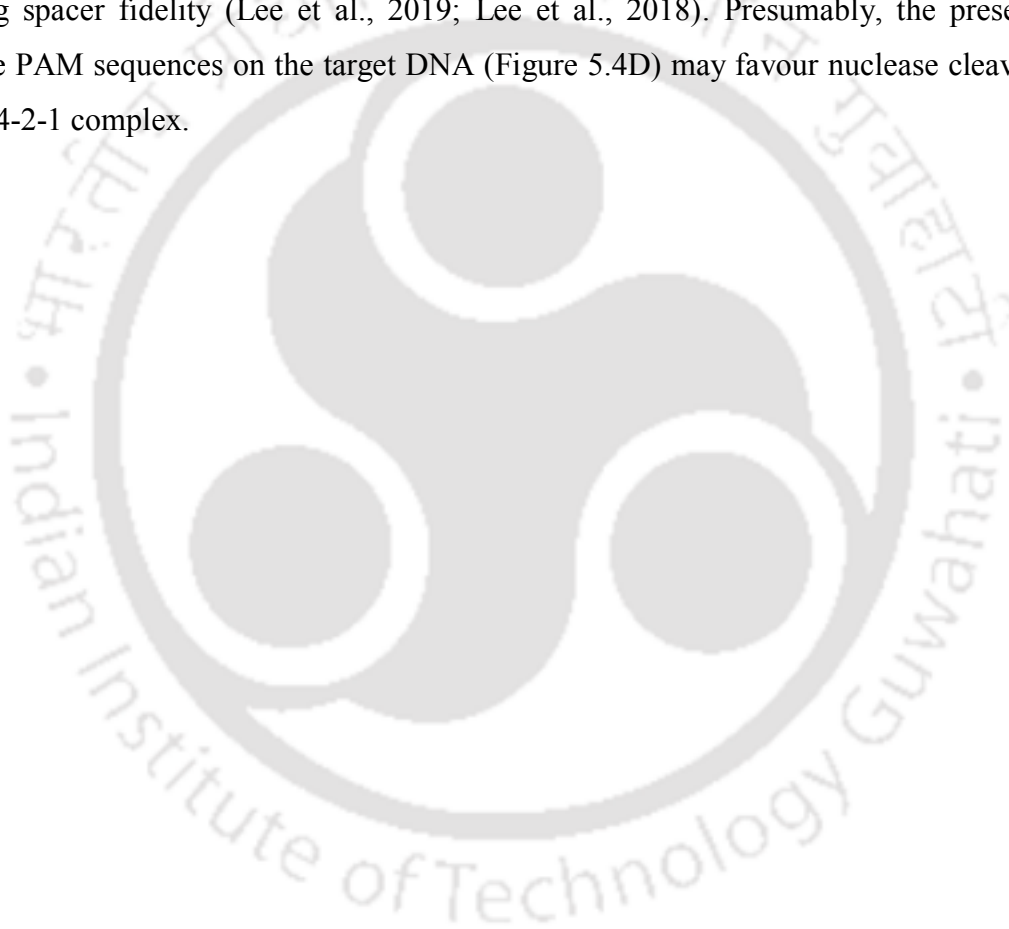 g spacer fidelity (Lee et al., 2019; Lee et al., 2018). Presumably, the prese
e PAM sequences on the target DNA (Figure 5.4D) may favour nuclease cleav
4-2-1 complex.
Indian Institute of Technology Guwahati